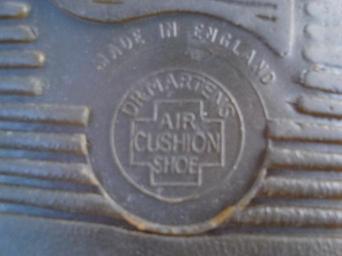 MADE IN ENGLAND
DR. MARTENS
AIR
CUSHION
SHOE